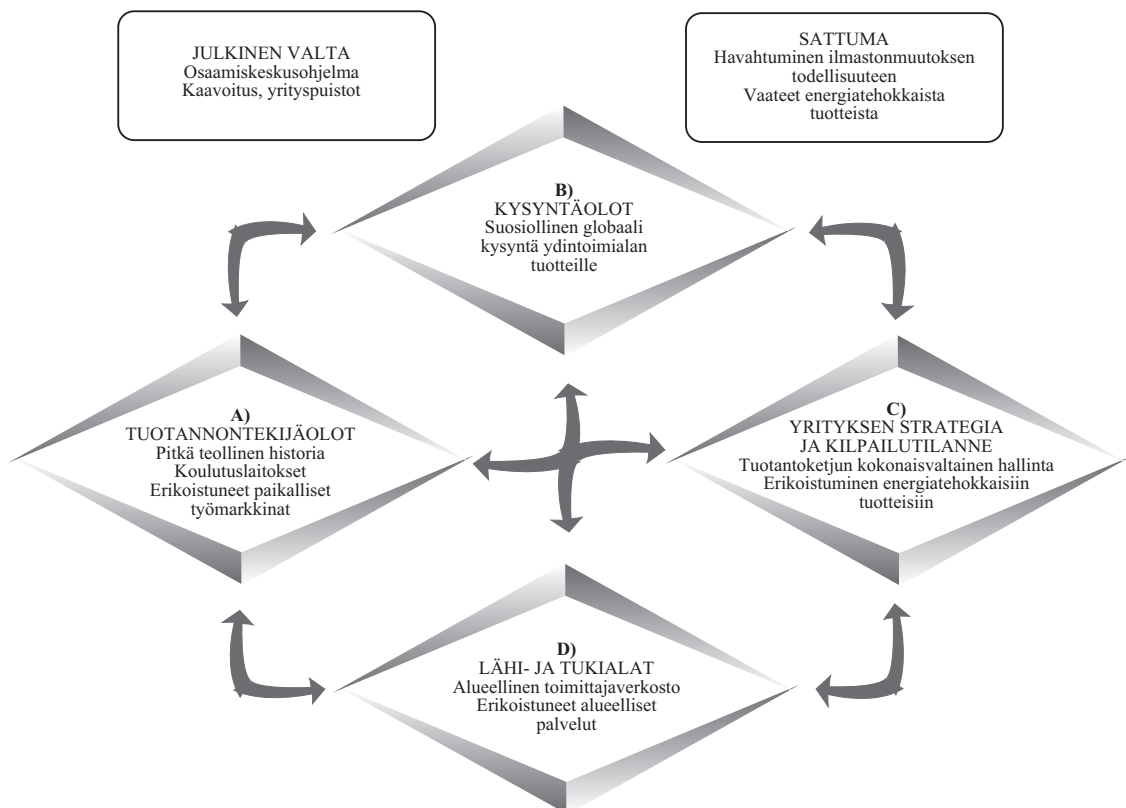 JULKINEN VALTA
Osaamiskeskusohjelma
Kaavoitus, yrityspuistot
SATTUMA
Havahtuminen ilmastonmuutoksen
todellisuuteen
Vaateet energiatehokkaista
tuotteista
B)
KYSYNTÄOLOT
Suosiollinen globaali
kysyntä ydintoimialan
tuotteille
A)
TUOTANNONTEKIJÄOLOT
Pitkä teollinen historia
Koulutuslaitokset
Erikoistuneet paikalliset
työmarkkinat
C)
YRITYKSEN STRATEGIA
JA KILPAILUTILANNE
Tuotantoketjun kokonaisvaltainen hallinta
Erikoistuminen energiatehokkaisiin
tuotteisiin
D)
LÄHI- JA TUKIALAT
Alueellinen toimittajaverkosto
Erikoistuneet alueelliset
palvelut